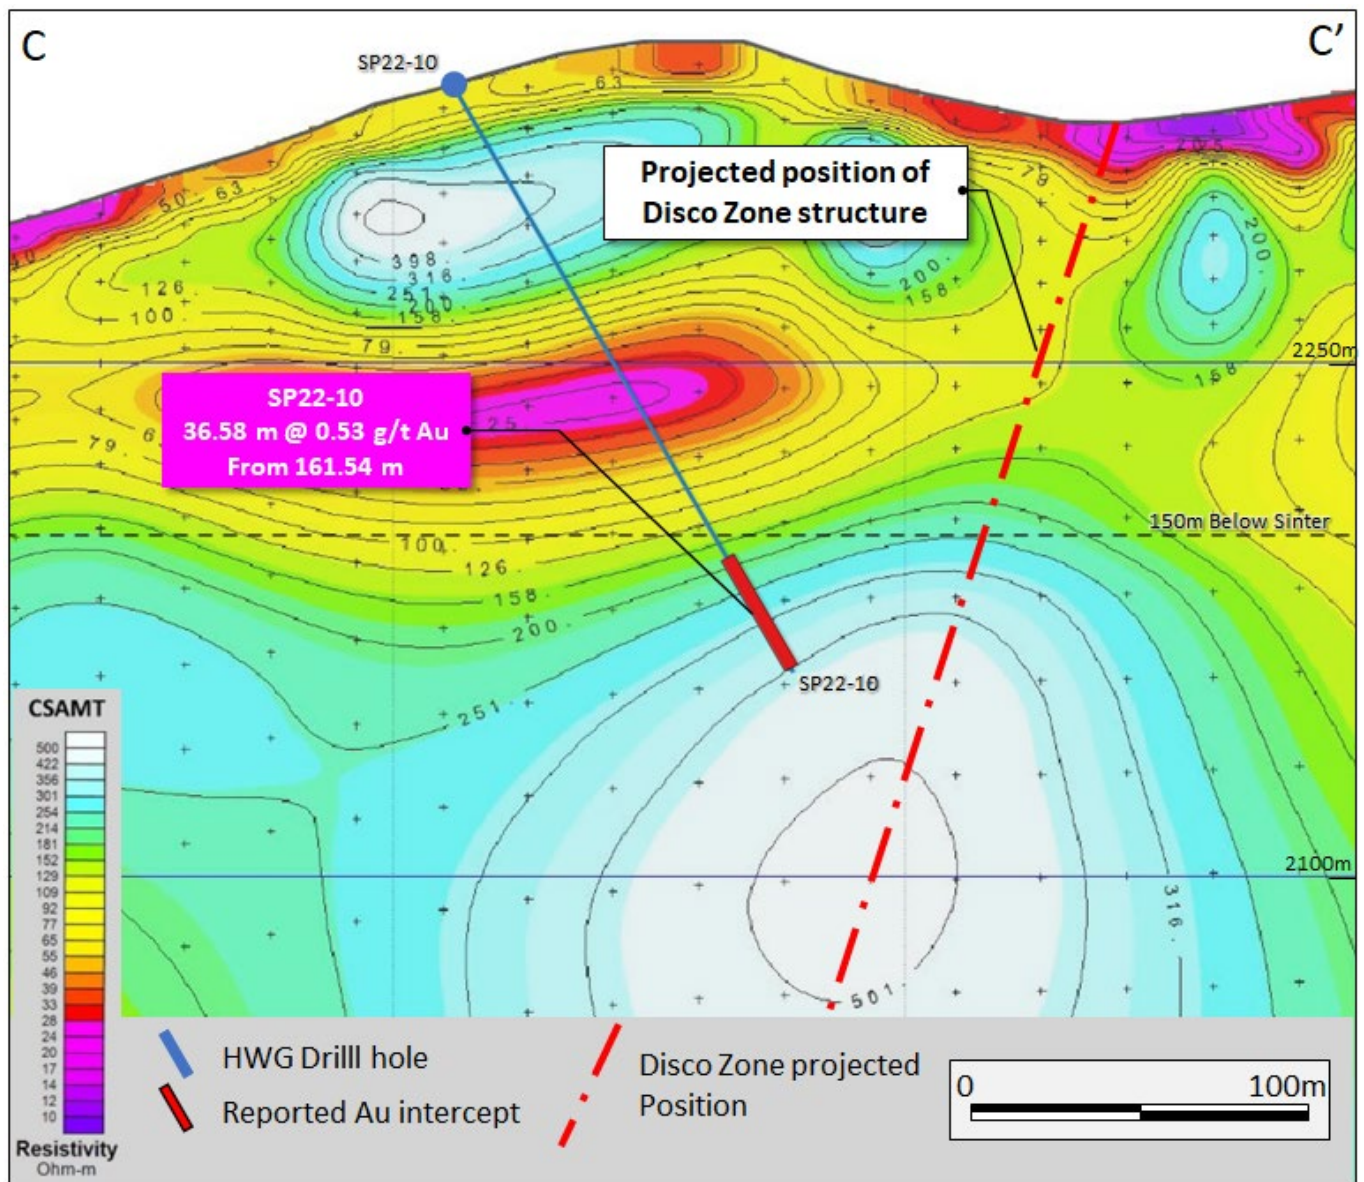 C
C’
SP22-10
63
Projected position of
Disco Zone structure
79.
205
50
63.
200.
398.
316.
251.
200.
158.
126.
100.
200.
158.
79.
2250m
158
SP22-10
36.58 m @ 0.53 g/t Au
From 161.54 m
25
79
150m Below Sinter
100.
126.
158.
200.
SP22-10
251.
2100m
316.
501.
CSAMT
500
422
356
301
254
214
181
152
129
109
92
77
65
55
46
39
33
28
24
20
17
14
12
10
Resistivity
Ohm-m
HWG Drilll hole
Reported Au intercept
Disco Zone projected
Position
0 100m